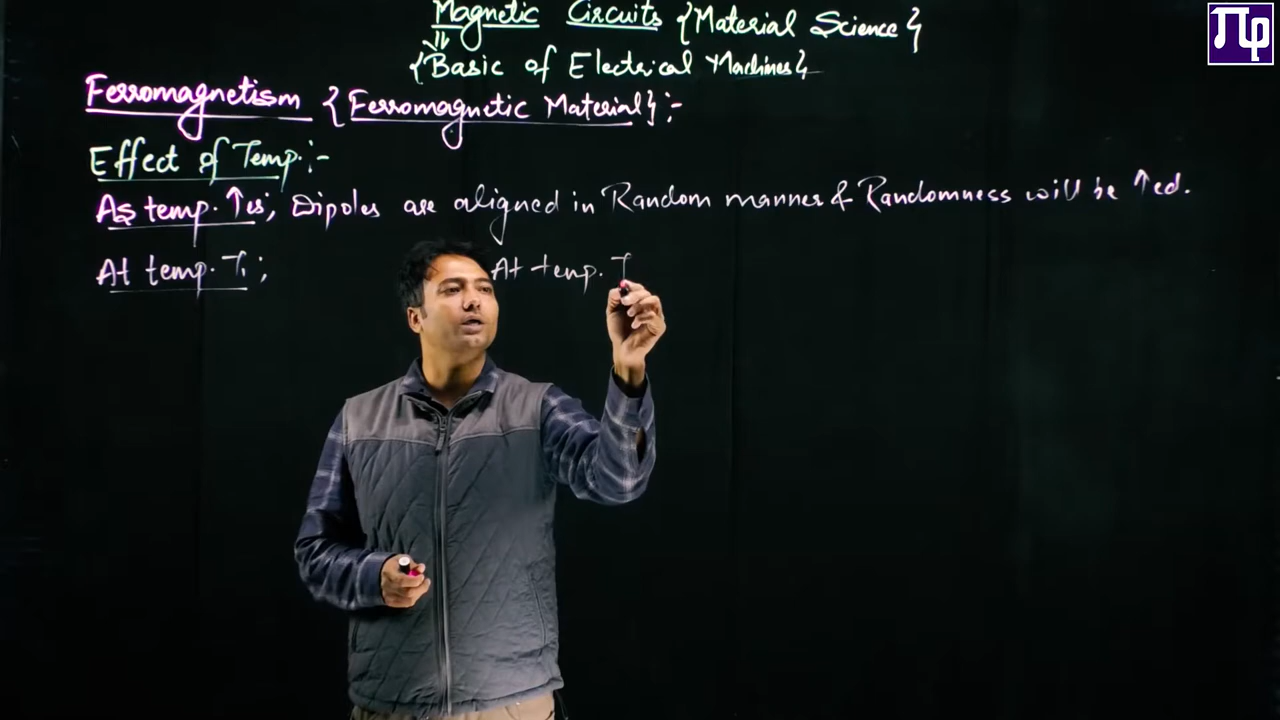 Magnetic Circuits {Material Science}
⇓
{Basic of Electrical Machines}
Ferromagnetism {Ferromagnetic Material} :-
Effect of Temp. :-
As temp. ↑es, Dipoles are aligned in Random manner & Randomness will be ↑ed.
At temp. T₁ ; At temp. T
πφ